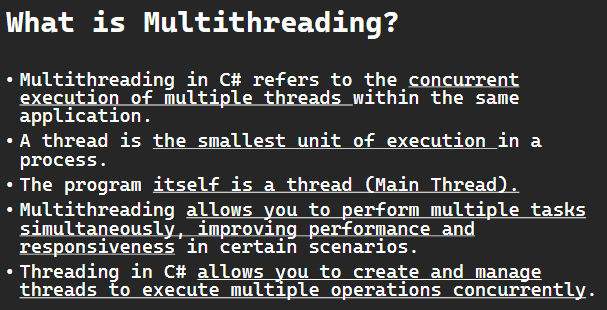 What is Multithreading?
• Multithreading in C# refers to the concurrent
execution of multiple threads within the same
application.
• A thread is the smallest unit of execution in a
process.
• The program itself is a thread (Main Thread).
• Multithreading allows you to perform multiple tasks
simultaneously, improving performance and
responsiveness in certain scenarios.
• Threading in C# allows you to create and manage
threads to execute multiple operations concurrently.